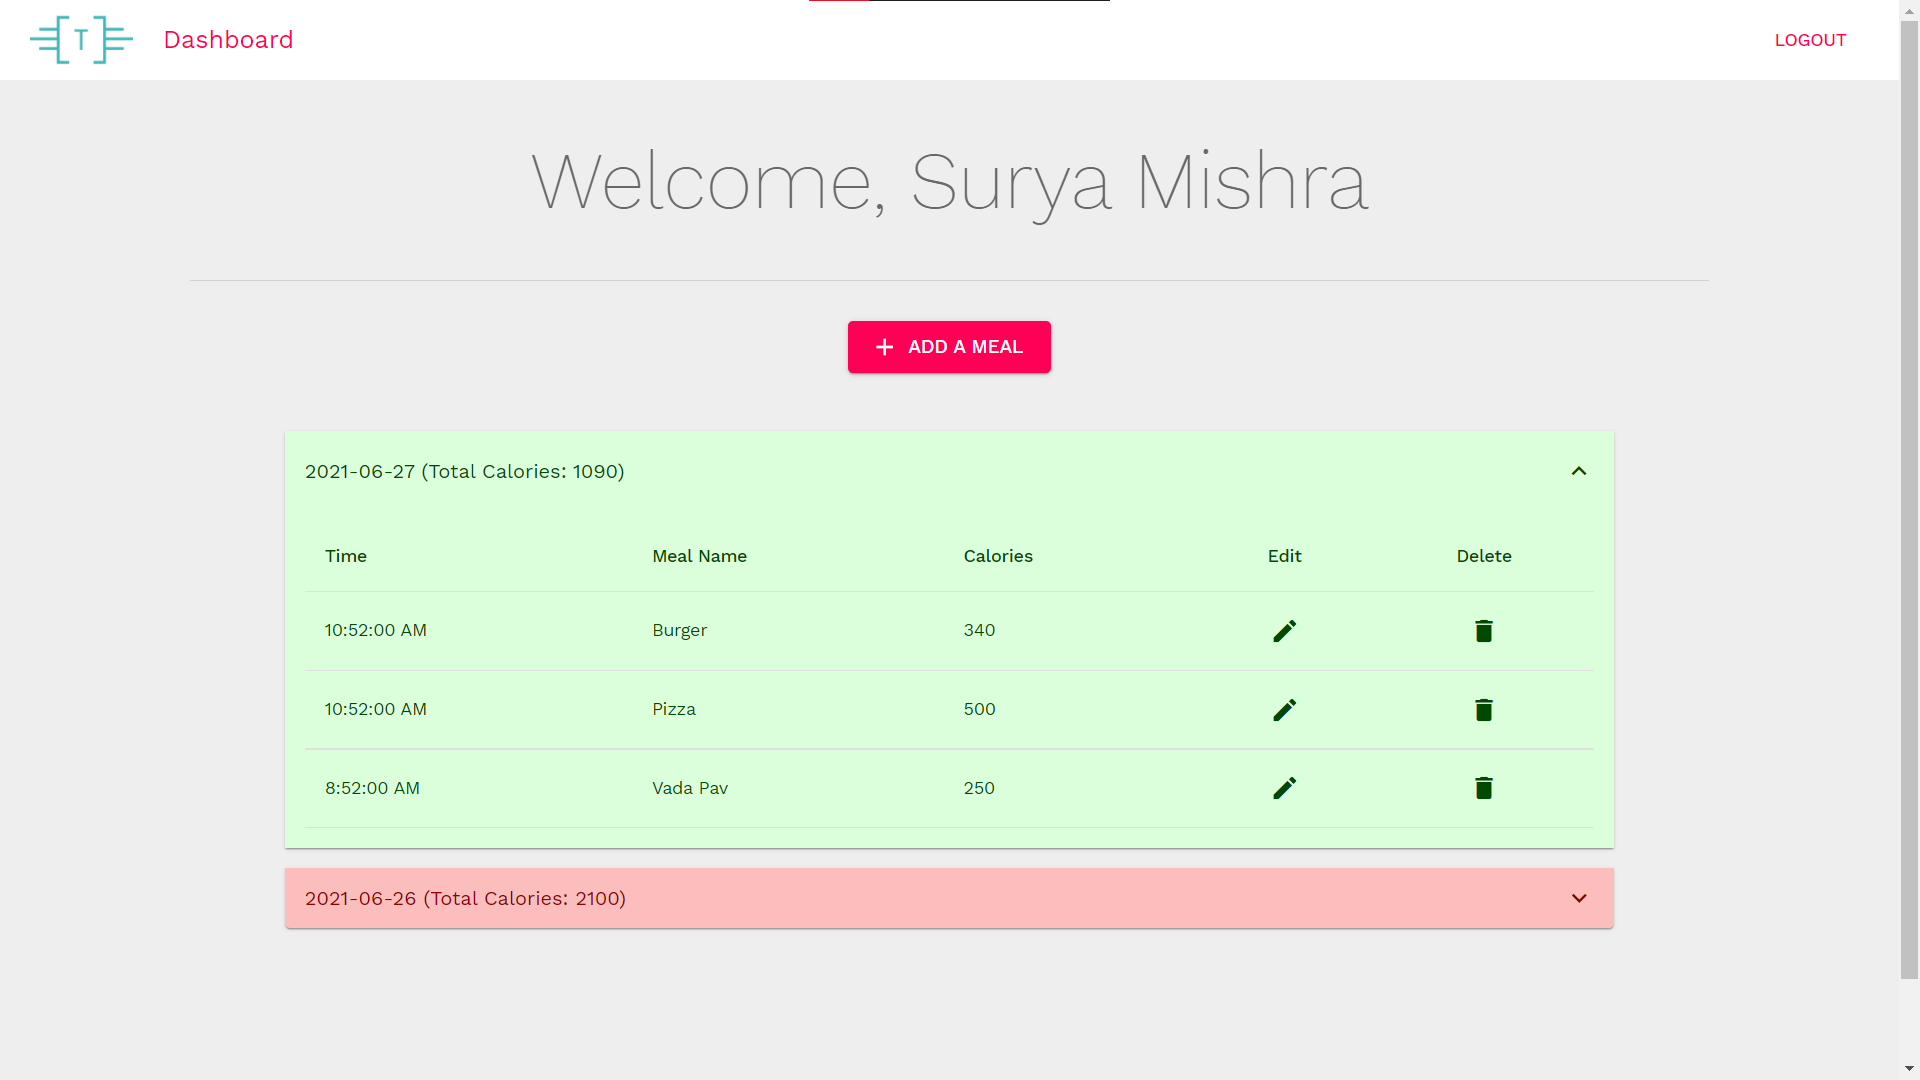 T Dashboard LOGOUT
Welcome, Surya Mishra
+ ADD A MEAL
2021-06-27 (Total Calories: 1090)
Time Meal Name Calories Edit Delete
10:52:00 AM Burger 340
10:52:00 AM Pizza 500
8:52:00 AM Vada Pav 250
2021-06-26 (Total Calories: 2100)